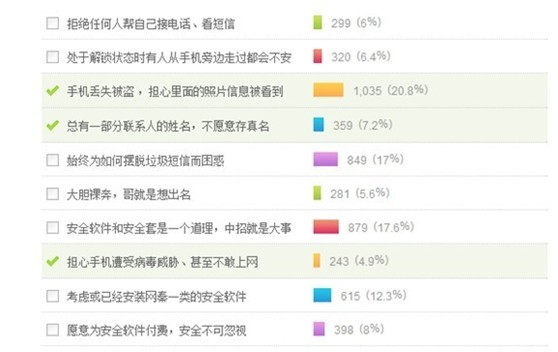 拒绝任何人帮自己接电话、看短信 299 (6%)
处于解锁状态时有人从手机旁边走过都会不安 320 (6.4%)
手机丢失被盗，担心里面的照片信息被看到 1,035 (20.8%)
总有一部分联系人的姓名，不愿意存真名 359 (7.2%)
始终为如何摆脱垃圾短信而困惑 849 (17%)
大胆裸奔，哥就是想出名 281 (5.6%)
安全软件和安全套是一个道理，中招就是大事 879 (17.6%)
担心手机遭受病毒威胁、甚至不敢上网 243 (4.9%)
考虑或已经安装网秦一类的安全软件 615 (12.3%)
愿意为安全软件付费，安全不可忽视 398 (8%)